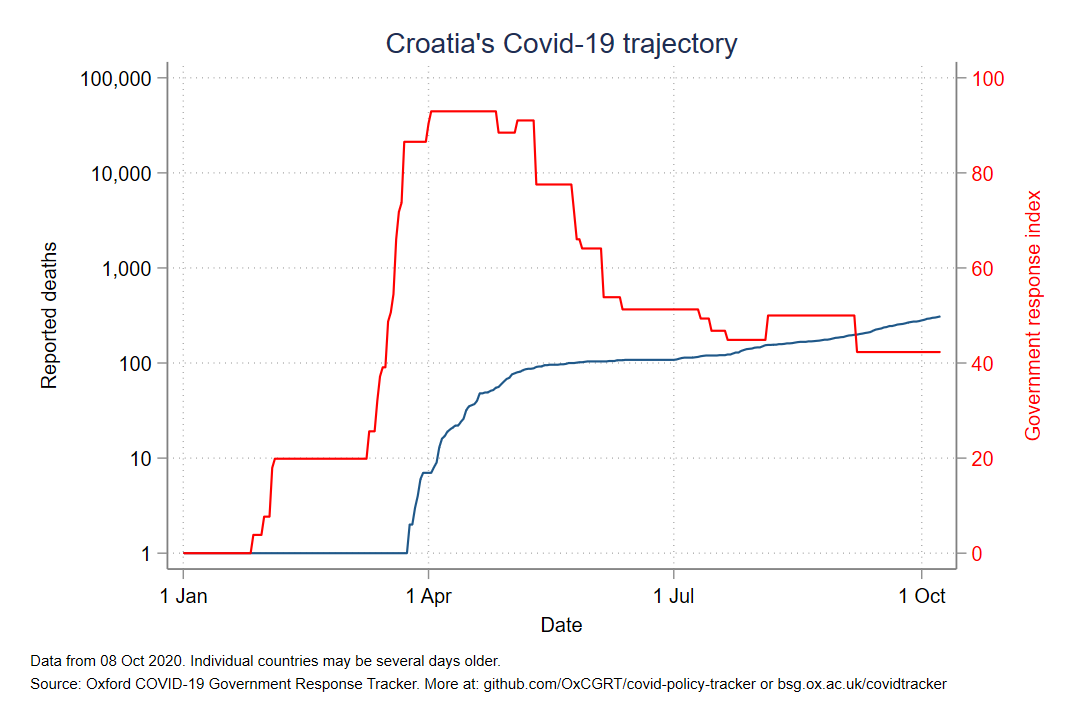 Croatia's Covid-19 trajectory
100,000
10,000
1,000
100
10
1
Reported deaths
100
80
60
40
20
0
Government response index
1 Jan
1 Apr
1 Jul
1 Oct
Date
Data from 08 Oct 2020. Individual countries may be several days older.
Source: Oxford COVID-19 Government Response Tracker. More at: github.com/OxCGRT/covid-policy-tracker or bsg.ox.ac.uk/covidtracker